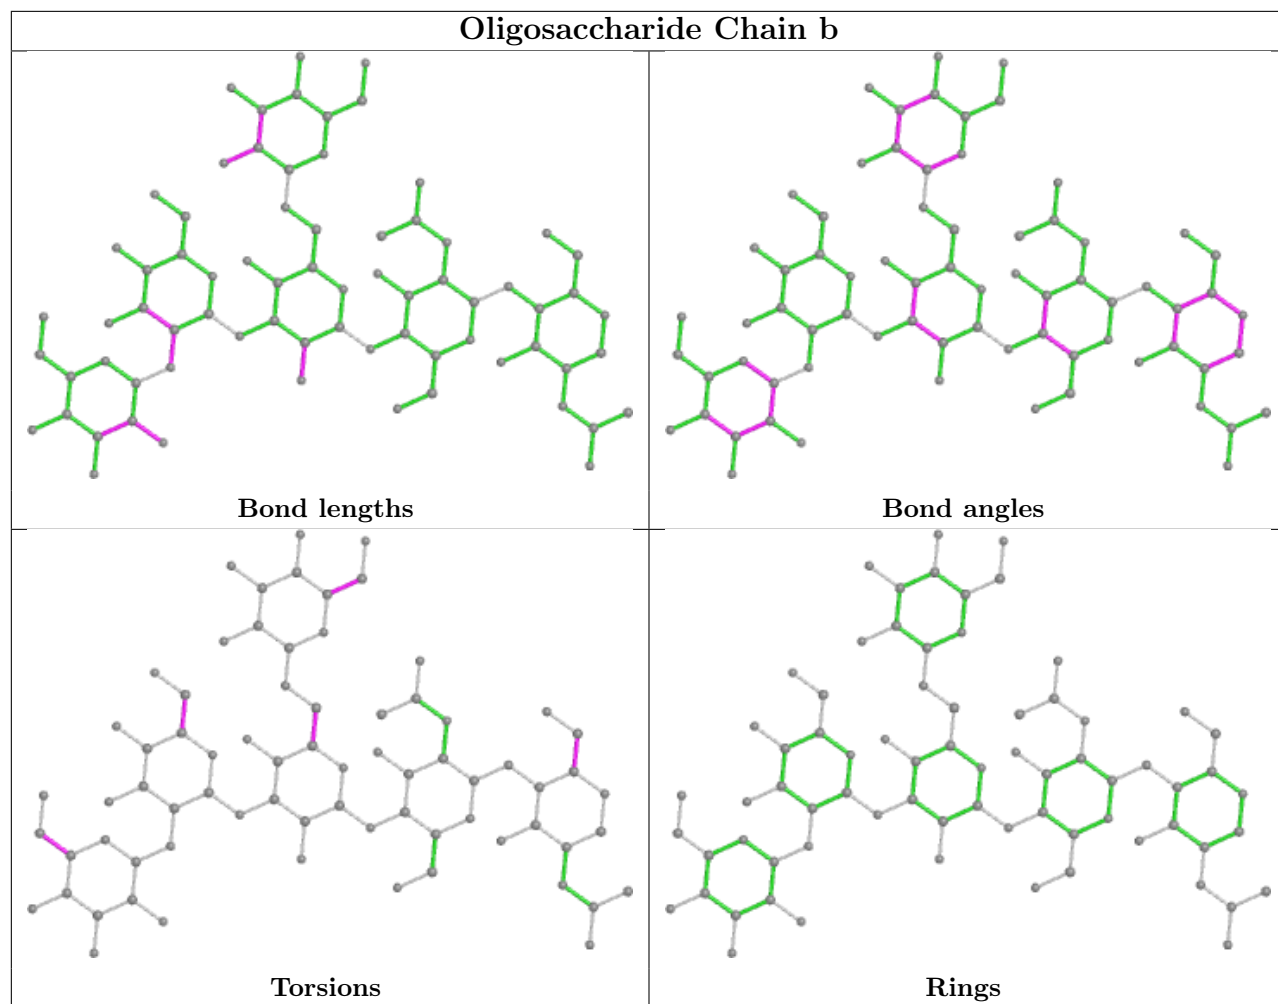 Oligosaccharide Chain b
Bond lengths
Bond angles
Torsions
Rings